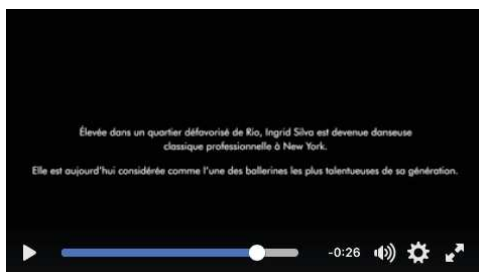 Élevée dans un quartier défavorisé de Rio, Ingrid Silva est devenue danseuse
classique professionnelle à New York.
Elle est aujourd'hui considérée comme l'une des ballerines les plus talentueuses de sa génération.
-0:26